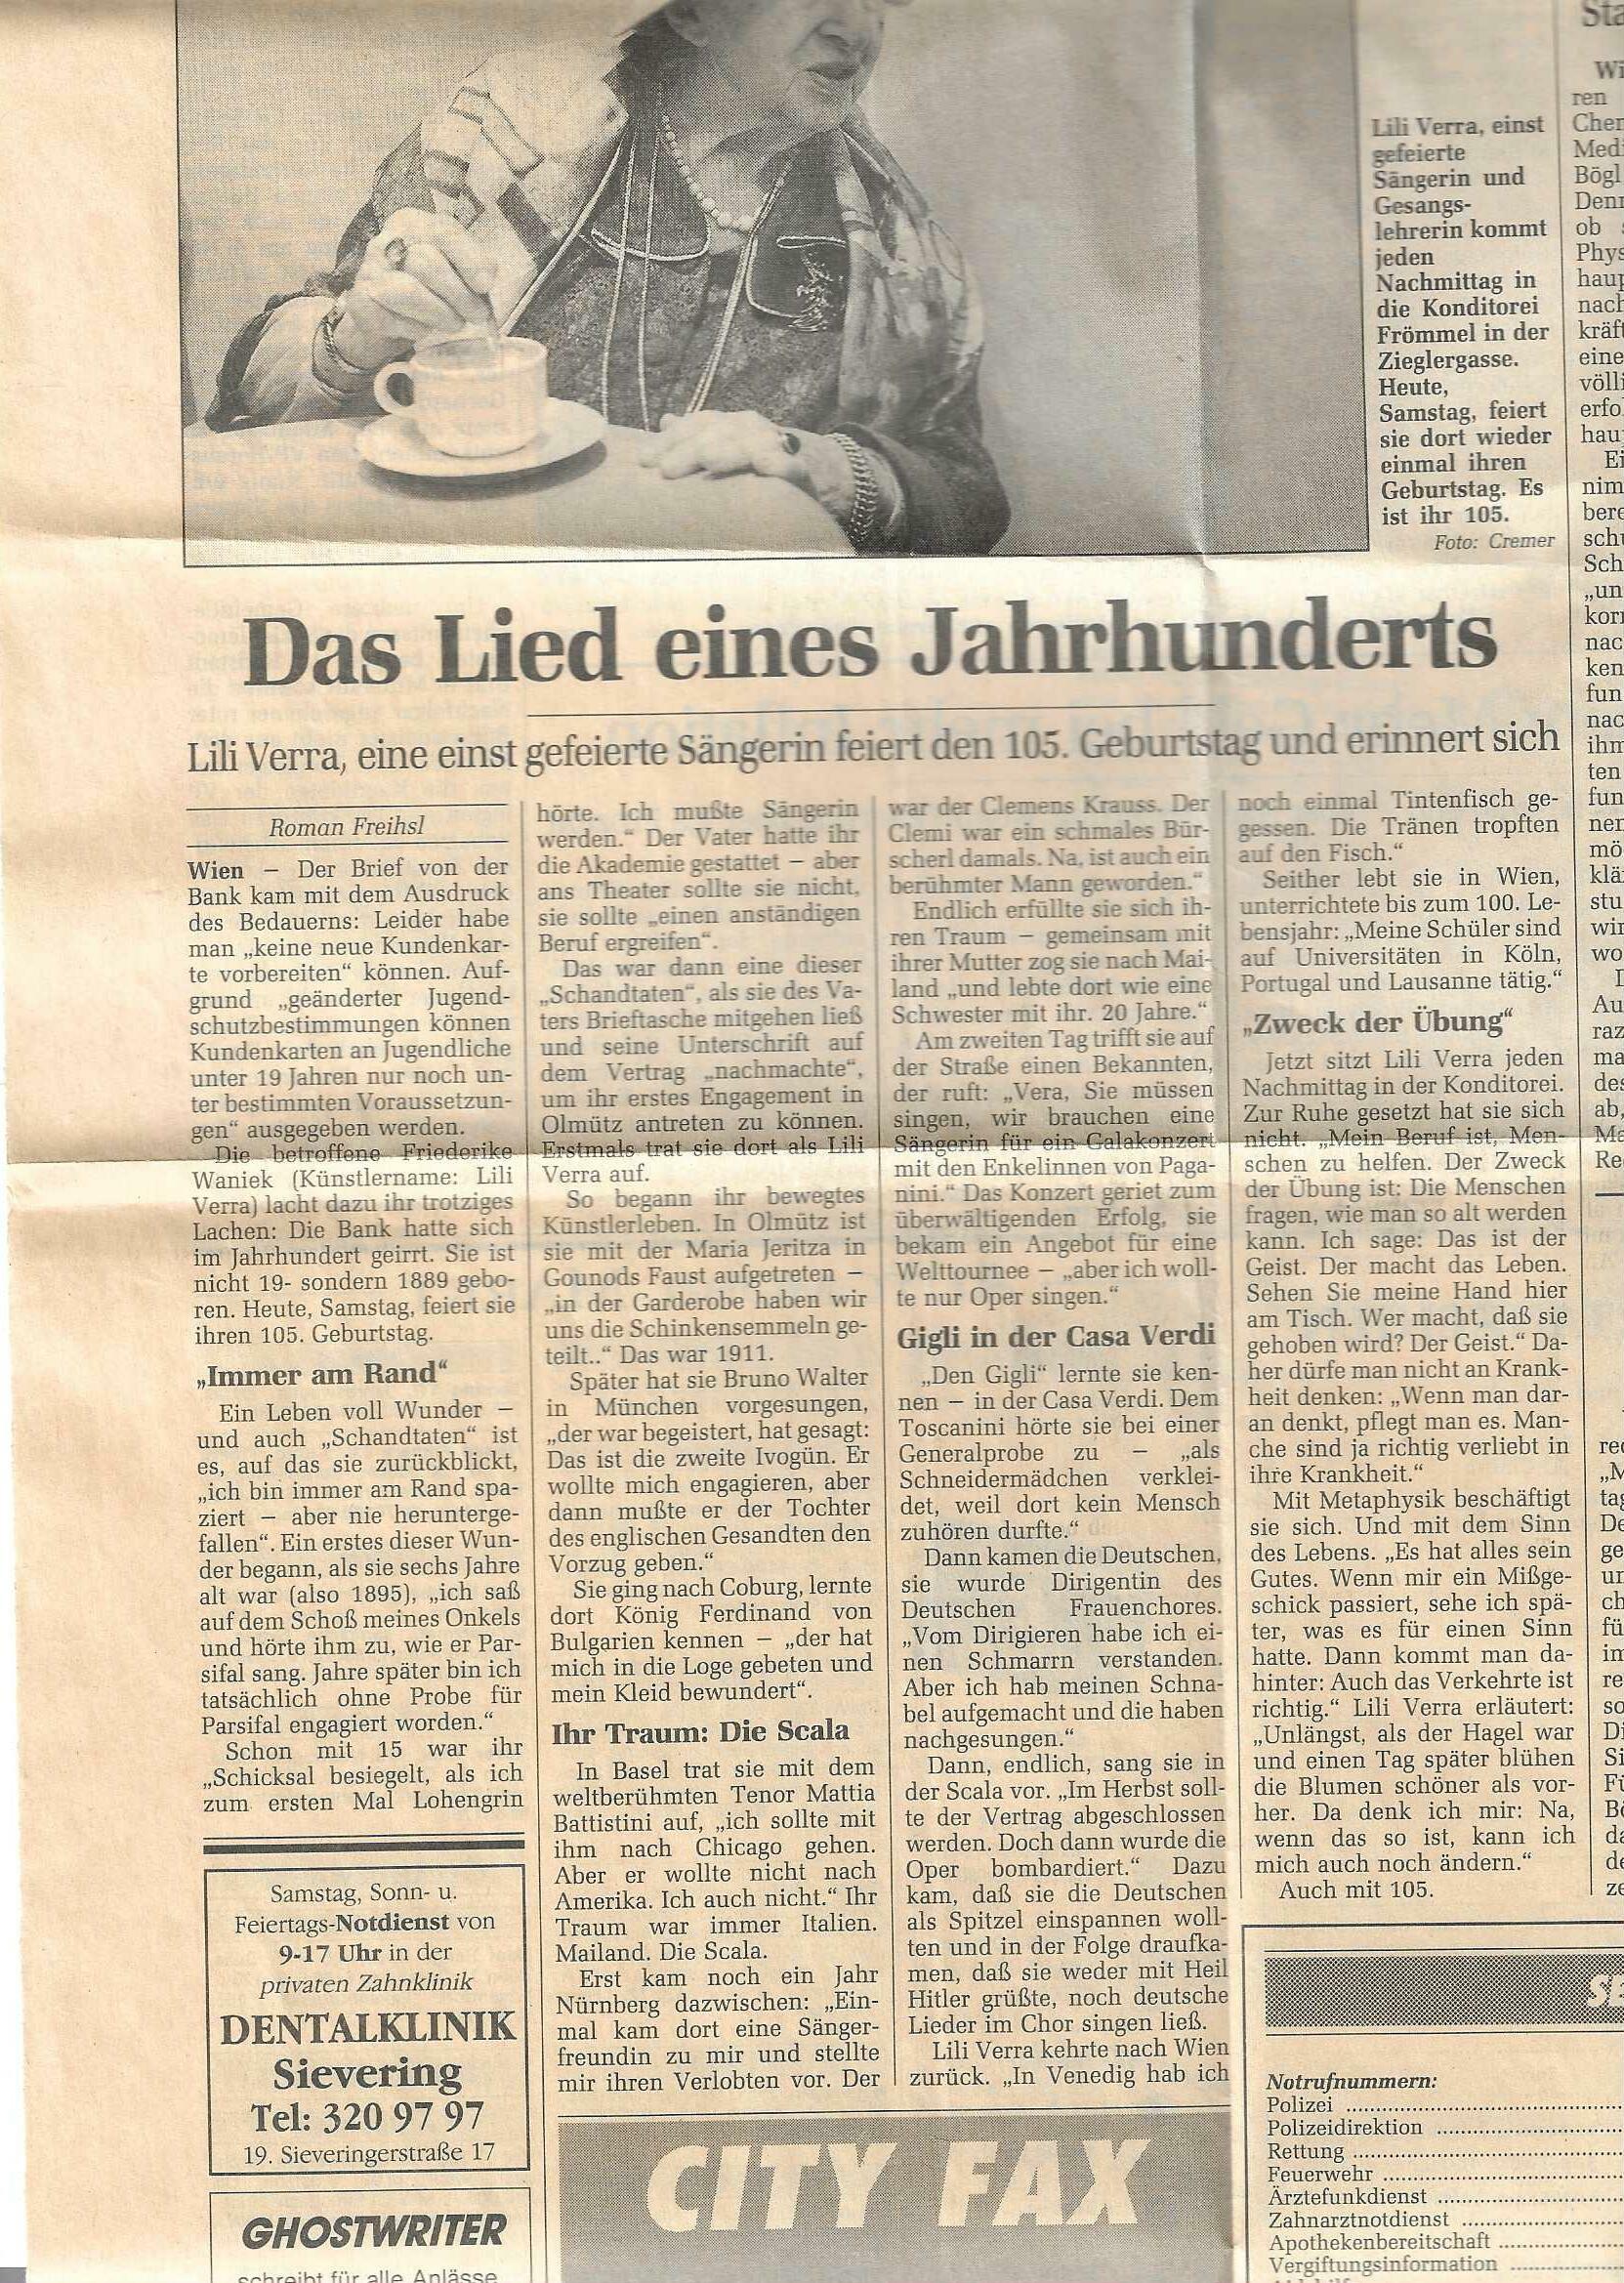 Lili Verra, einst
gefeierte
Sängerin und
Gesangs-
lehrerin kommt
jeden
Nachmittag in
die Konditorei
Frömmel in der
Zieglergasse.
Heute,
Samstag, feiert
sie dort wieder
einmal ihren
Geburtstag. Es
ist ihr 105.
Foto: Cremer
Das Lied eines Jahrhunderts
Lili Verra, eine einst gefeierte Sängerin feiert den 105. Geburtstag und erinnert sich
Roman Freihsl
Wien – Der Brief von der
Bank kam mit dem Ausdruck
des Bedauerns: Leider habe
man „keine neue Kundenkar-
te vorbereiten“ können. Auf-
grund „geänderter Jugend-
schutzbestimmungen können
Kundenkarten an Jugendliche
unter 19 Jahren nur noch un-
ter bestimmten Voraussetzun-
gen“ ausgegeben werden.
Die betroffene Friederike
Waniek (Künstlername: Lili
Verra) lacht dazu ihr trotziges
Lachen: Die Bank hatte sich
im Jahrhundert geirrt. Sie ist
nicht 19- sondern 1889 gebo-
ren. Heute, Samstag, feiert sie
ihren 105. Geburtstag.
„Immer am Rand“
Ein Leben voll Wunder –
und auch „Schandtaten“ ist
es, auf das sie zurückblickt,
„ich bin immer am Rand spa-
ziert – aber nie herunterge-
fallen“. Ein erstes dieser Wun-
der begann, als sie sechs Jahre
alt war (also 1895), „ich saß
auf dem Schoß meines Onkels
und hörte ihm zu, wie er Par-
sifal sang. Jahre später bin ich
tatsächlich ohne Probe für
Parsifal engagiert worden.“
Schon mit 15 war ihr
„Schicksal besiegelt, als ich
zum ersten Mal Lohengrin
hörte. Ich mußte Sängerin
werden.“ Der Vater hatte ihr
die Akademie gestattet – aber
ans Theater sollte sie nicht,
sie sollte „einen anständigen
Beruf ergreifen“.
Das war dann eine dieser
„Schandtaten“, als sie des Va-
ters Brieftasche mitgehen ließ
und seine Unterschrift auf
dem Vertrag „nachmachte“,
um ihr erstes Engagement in
Olmütz antreten zu können.
Erstmals trat sie dort als Lili
Verra auf.
So begann ihr bewegtes
Künstlerleben. In Olmütz ist
sie mit der Maria Jeritza in
Gounods Faust aufgetreten –
„in der Garderobe haben wir
uns die Schinkensemmeln ge-
teilt..“ Das war 1911.
Später hat sie Bruno Walter
in München vorgesungen,
„der war begeistert, hat gesagt:
Das ist die zweite Ivogün. Er
wollte mich engagieren, aber
dann mußte er der Tochter
des englischen Gesandten den
Vorzug geben.“
Sie ging nach Coburg, lernte
dort König Ferdinand von
Bulgarien kennen – „der hat
mich in die Loge gebeten und
mein Kleid bewundert“.
Ihr Traum: Die Scala
In Basel trat sie mit dem
weltberühmten Tenor Mattia
Battistini auf, „ich sollte mit
ihm nach Chicago gehen.
Aber er wollte nicht nach
Amerika. Ich auch nicht.“ Ihr
Traum war immer Italien.
Mailand. Die Scala.
Erst kam noch ein Jahr
Nürnberg dazwischen: „Ein-
mal kam dort eine Sänger-
freundin zu mir und stellte
mir ihren Verlobten vor. Der
war der Clemens Krauss. Der
Clemi war ein schmales Bür-
scherl damals. Na, ist auch ein
berühmter Mann geworden.“
Endlich erfüllte sie sich ih-
ren Traum – gemeinsam mit
ihrer Mutter zog sie nach Mai-
land „und lebte dort wie eine
Schwester mit ihr. 20 Jahre.“
Am zweiten Tag trifft sie auf
der Straße einen Bekannten,
der ruft: „Vera, Sie müssen
singen, wir brauchen eine
Sängerin für ein Galakonzert
mit den Enkelinnen von Paga-
nini.“ Das Konzert geriet zum
überwältigenden Erfolg, sie
bekam ein Angebot für eine
Welttournee – „aber ich woll-
te nur Oper singen.“
Gigli in der Casa Verdi
„Den Gigli“ lernte sie ken-
nen – in der Casa Verdi. Dem
Toscanini hörte sie bei einer
Generalprobe zu – „als
Schneidermädchen verklei-
det, weil dort kein Mensch
zuhören durfte.“
Dann kamen die Deutschen,
sie wurde Dirigentin des
Deutschen Frauenchores.
„Vom Dirigieren habe ich ei-
nen Schmarrn verstanden.
Aber ich hab meinen Schna-
bel aufgemacht und die haben
nachgesungen.“
Dann, endlich, sang sie in
der Scala vor. „Im Herbst soll-
te der Vertrag abgeschlossen
werden. Doch dann wurde die
Oper bombardiert.“ Dazu
kam, daß sie die Deutschen
als Spitzel einspannen woll-
ten und in der Folge draufka-
men, daß sie weder mit Heil
Hitler grüßte, noch deutsche
Lieder im Chor singen ließ.
Lili Verra kehrte nach Wien
zurück. „In Venedig hab ich
noch einmal Tintenfisch ge-
gessen. Die Tränen tropften
auf den Fisch.“
Seither lebt sie in Wien,
unterrichtete bis zum 100. Le-
bensjahr: „Meine Schüler sind
auf Universitäten in Köln,
Portugal und Lausanne tätig.“
„Zweck der Übung“
Jetzt sitzt Lili Verra jeden
Nachmittag in der Konditorei.
Zur Ruhe gesetzt hat sie sich
nicht. „Mein Beruf ist, Men-
schen zu helfen. Der Zweck
der Übung ist: Die Menschen
fragen, wie man so alt werden
kann. Ich sage: Das ist der
Geist. Der macht das Leben.
Sehen Sie meine Hand hier
am Tisch. Wer macht, daß sie
gehoben wird? Der Geist.“ Da-
her dürfe man nicht an Krank-
heit denken: „Wenn man dar-
an denkt, pflegt man es. Man-
che sind ja richtig verliebt in
ihre Krankheit.“
Mit Metaphysik beschäftigt
sie sich. Und mit dem Sinn
des Lebens. „Es hat alles sein
Gutes. Wenn mir ein Mißge-
schick passiert, sehe ich spä-
ter, was es für einen Sinn
hatte. Dann kommt man da-
hinter: Auch das Verkehrte ist
richtig.“ Lili Verra erläutert:
„Unlängst, als der Hagel war
und einen Tag später blühen
die Blumen schöner als vor-
her. Da denk ich mir: Na,
wenn das so ist, kann ich
mich auch noch ändern.“
Auch mit 105.
Samstag, Sonn- u.
Feiertags-Notdienst von
9-17 Uhr in der
privaten Zahnklinik
DENTALKLINIK
Sievering
Tel: 320 97 97
19. Sieveringerstraße 17
GHOSTWRITER
schreibt für alle Anlässe
CITY FAX
Notrufnummern:
Polizei
Polizeidirektion
Rettung
Feuerwehr
Ärztefunkdienst
Zahnarztnotdienst
Apothekenbereitschaft
Vergiftungsinformation